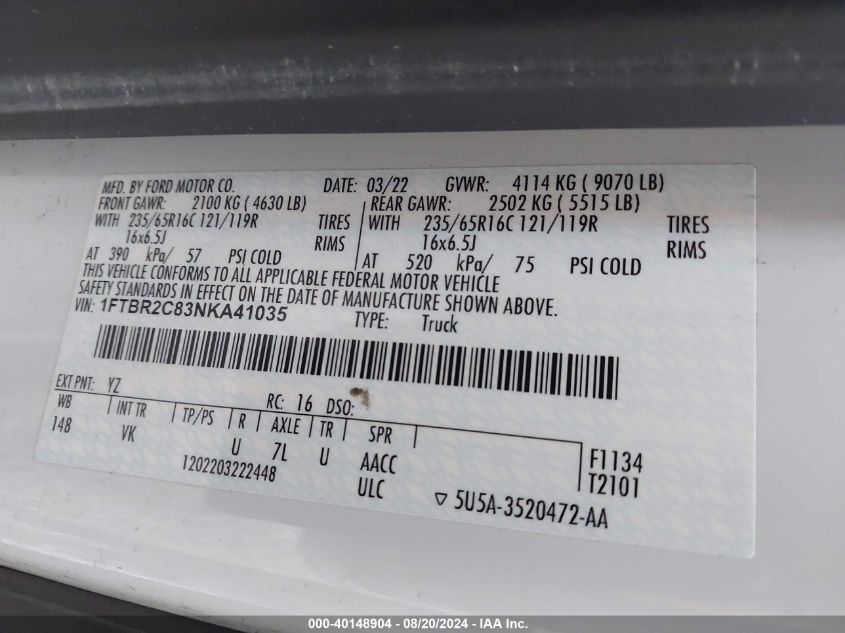 MFD. BY FORD MOTOR CO. DATE: 03/22 GVWR: 4114 KG ( 9070 LB)
FRONT GAWR: 2100 KG ( 4630 LB) REAR GAWR: 2502 KG ( 5515 LB)
WITH 235/65R16C 121/119R TIRES WITH 235/65R16C 121/119R TIRES
16x6.5J RIMS 16x6.5J RIMS
AT 390 kPa/ 57 PSI COLD AT 520 kPa/ 75 PSI COLD
THIS VEHICLE CONFORMS TO ALL APPLICABLE FEDERAL MOTOR VEHICLE
SAFETY STANDARDS IN EFFECT ON THE DATE OF MANUFACTURE SHOWN ABOVE.
VIN: 1FTBR2C83NKA41035 TYPE: Truck
EXT PNT: YZ RC: 16 DSO:
WB INT TR TP/PS R AXLE TR SPR
148 VK U 7L U AACC F1134
1202203222448 ULC T2101
5U5A-3520472-AA
000-40148904 - 08/20/2024 - IAA Inc.